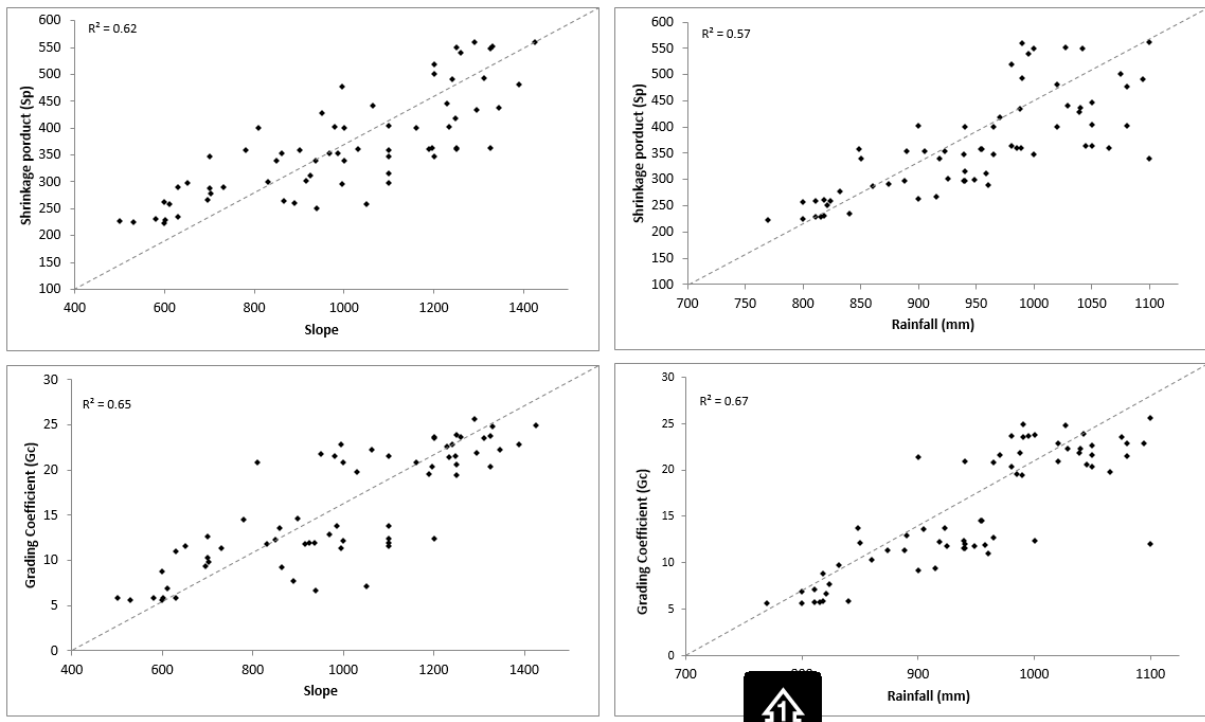 R² = 0.62
Shrinkage porduct (Sp)
600
550
500
450
400
350
300
250
200
150
100
400 600 800 1000 1200 1400
Slope
R² = 0.57
Shrinkage porduct (Sp)
600
550
500
450
400
350
300
250
200
150
100
700 750 800 850 900 950 1000 1050 1100
Rainfall (mm)
R² = 0.65
Grading Coefficient (Gc)
30
25
20
15
10
5
0
400 600 800 1000 1200 1400
Slope
R² = 0.67
Grading Coefficient (Gc)
30
25
20
15
10
5
0
700 900 1000 1100
Rainfall (mm)
1